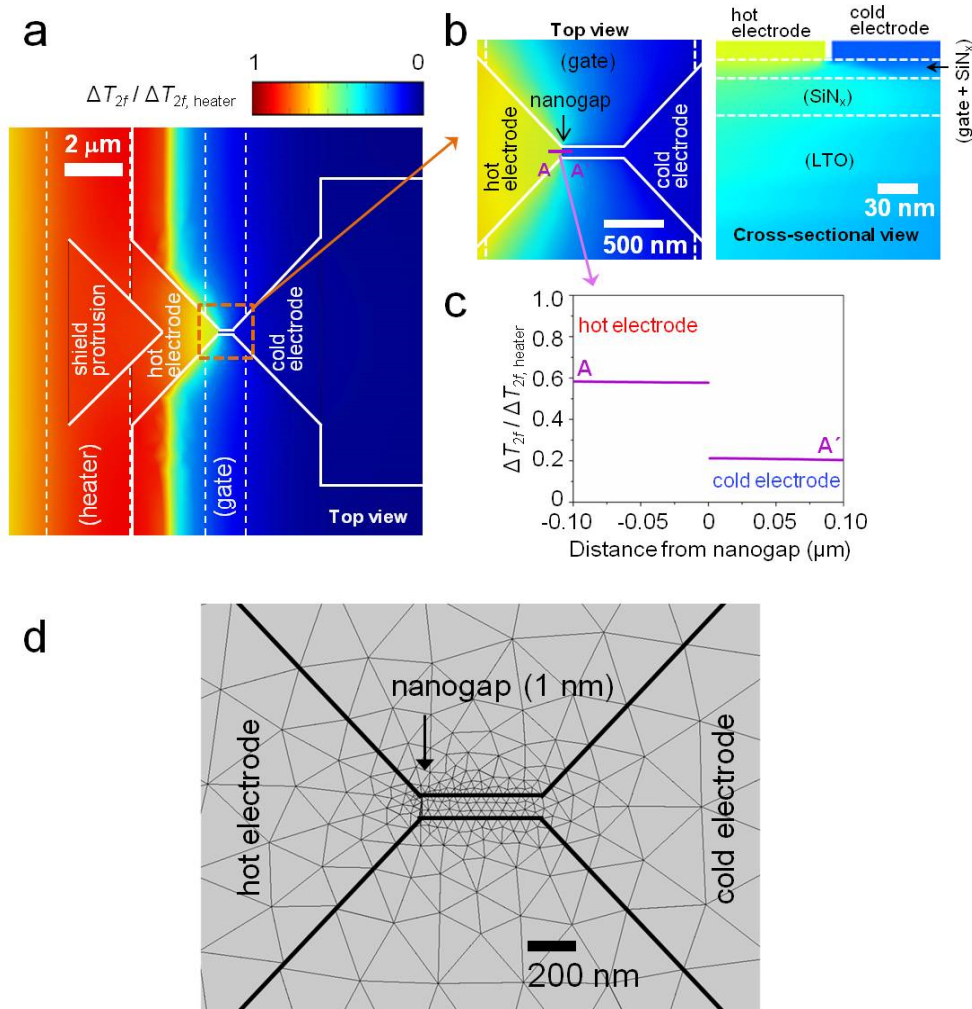 a
ΔT2f / ΔT2f, heater
1
0
2 μm
shield
protrusion
hot
electrode
cold
electrode
(heater)
(gate)
Top view
b
Top view
(gate)
nanogap
hot
electrode
A
A
cold
electrode
500 nm
hot
electrode
cold
electrode
(SiNx)
(gate + SiNx)
(LTO)
30 nm
Cross-sectional view
c
1.0
0.8
0.6
0.4
0.2
0
ΔT2f / ΔT2f, heater
hot electrode
A
A´
cold electrode
-0.10
-0.05
0
0.05
0.10
Distance from nanogap (μm)
d
nanogap (1 nm)
hot electrode
cold electrode
200 nm